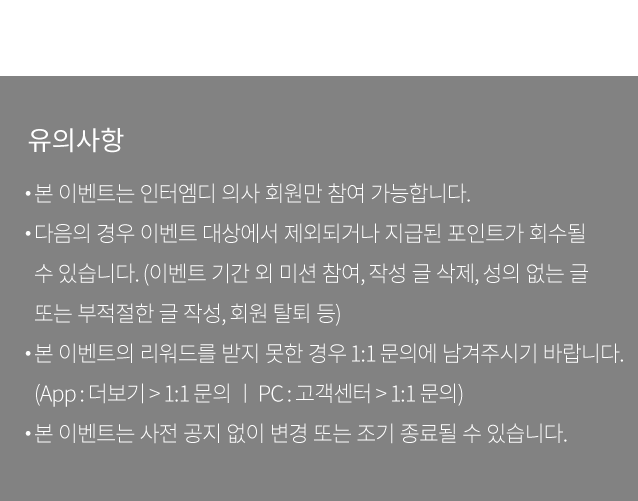 유의사항
• 본 이벤트는 인터엠디 의사 회원만 참여 가능합니다.
• 다음의 경우 이벤트 대상에서 제외되거나 지급된 포인트가 회수될
수 있습니다. (이벤트 기간 외 미션 참여, 작성 글 삭제, 성의 없는 글
또는 부적절한 글 작성, 회원 탈퇴 등)
• 본 이벤트의 리워드를 받지 못한 경우 1:1 문의에 남겨주시기 바랍니다.
(App : 더보기 > 1:1 문의 ㅣ PC : 고객센터 > 1:1 문의)
• 본 이벤트는 사전 공지 없이 변경 또는 조기 종료될 수 있습니다.